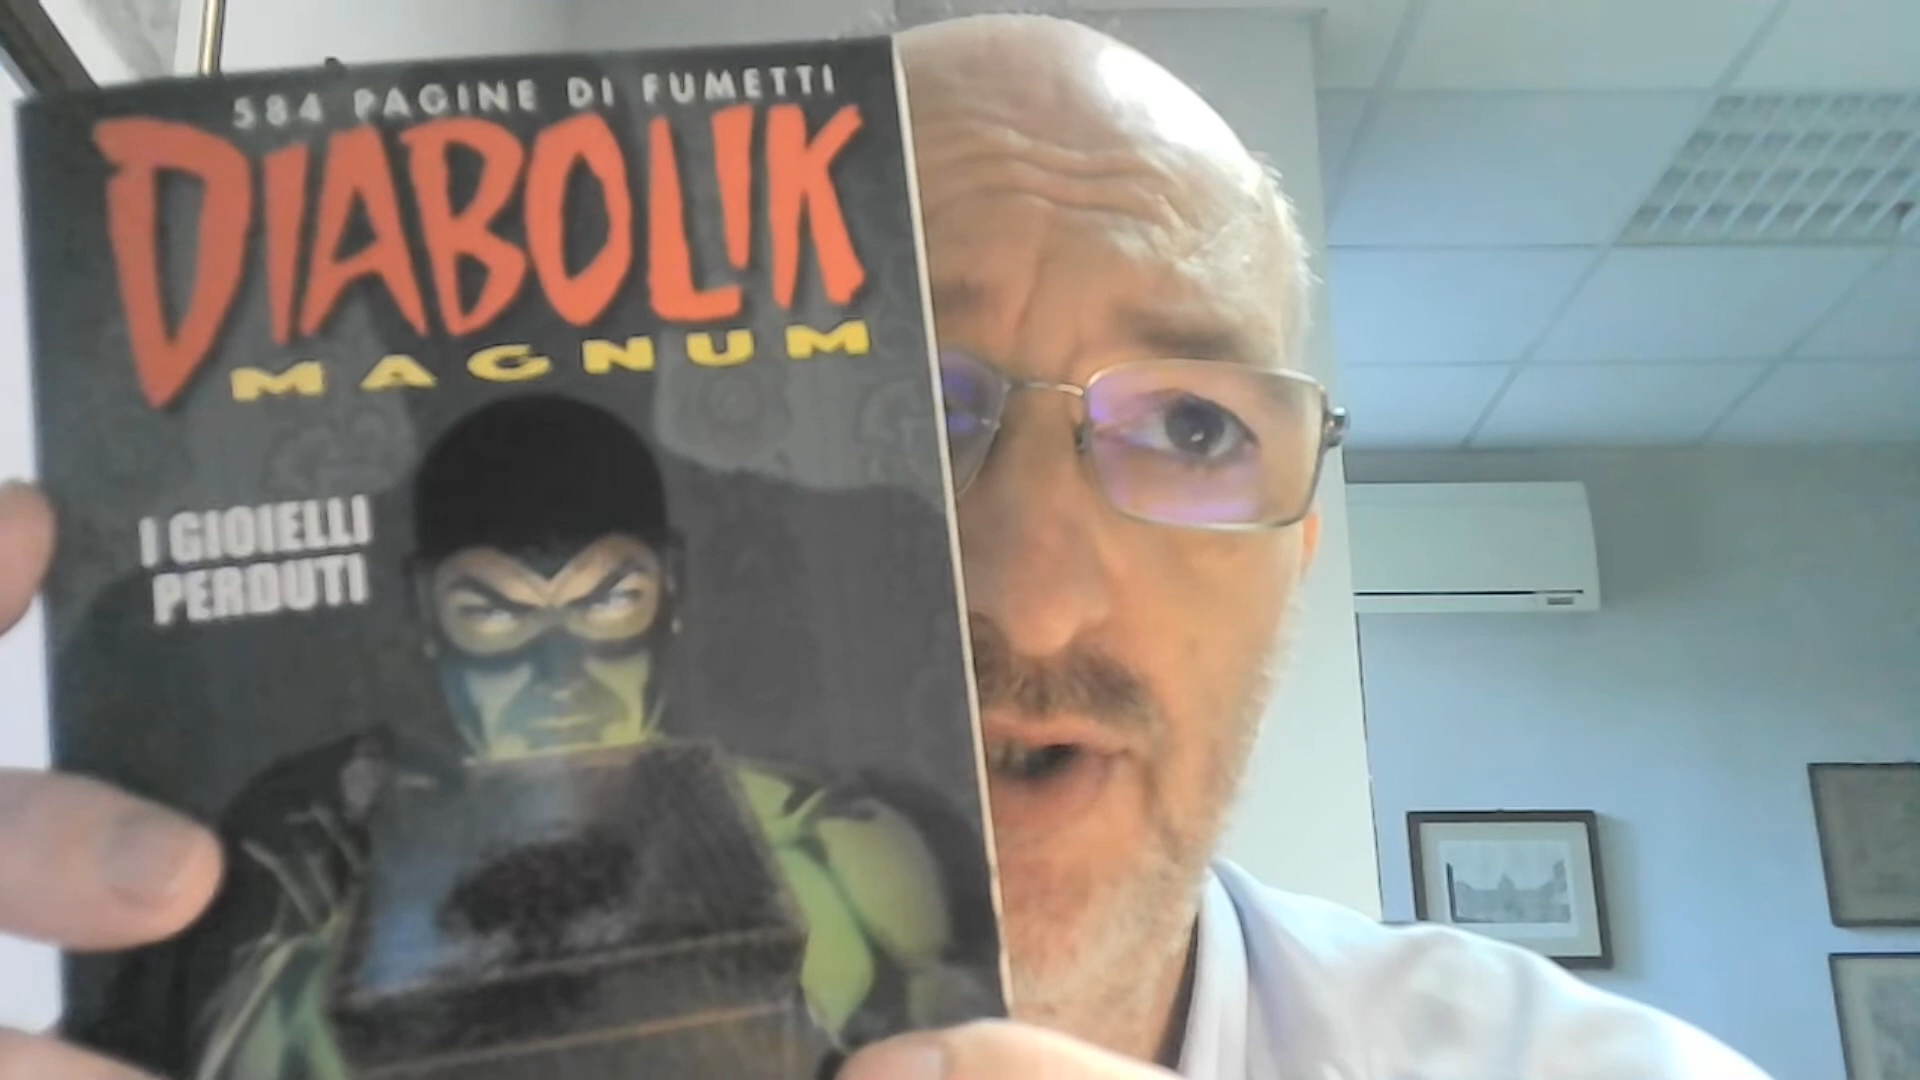 584 PAGINE DI FUMETTI
DIABOLIK
MAGNUM
I GIOIELLI
PERDUTI